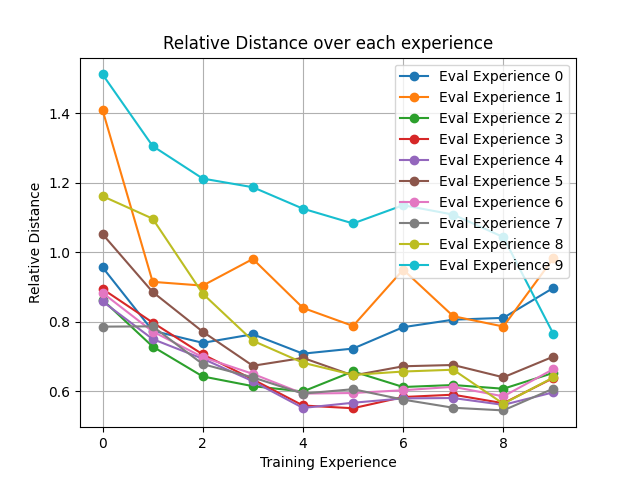 Relative Distance over each experience
Eval Experience 0
Eval Experience 1
Eval Experience 2
Eval Experience 3
Eval Experience 4
Eval Experience 5
Eval Experience 6
Eval Experience 7
Eval Experience 8
Eval Experience 9
Relative Distance
1.4
1.2
1.0
0.8
0.6
0 2 4 6 8
Training Experience